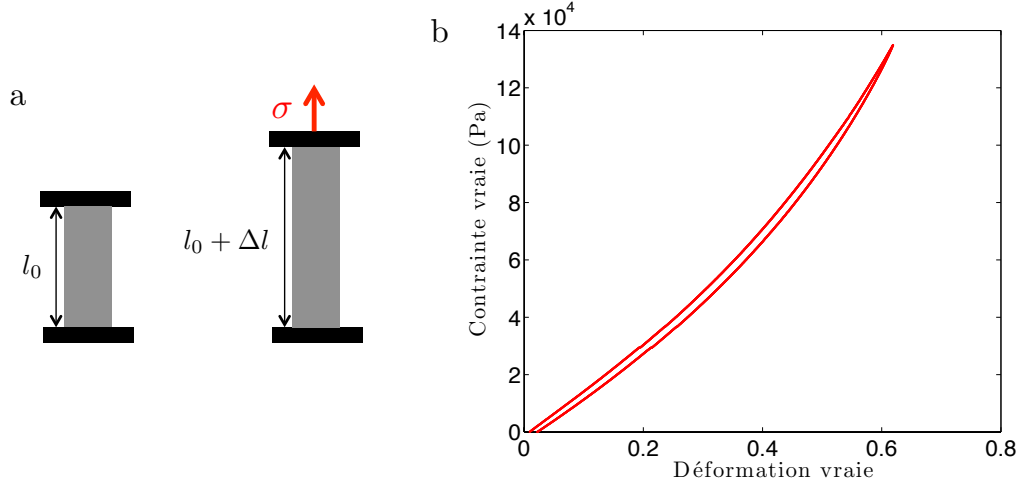 a
l₀
σ
l₀ + Δl
b
× 10⁴
14
12
10
8
6
4
2
0
Contrainte vraie (Pa)
0 0.2 0.4 0.6 0.8
Déformation vraie